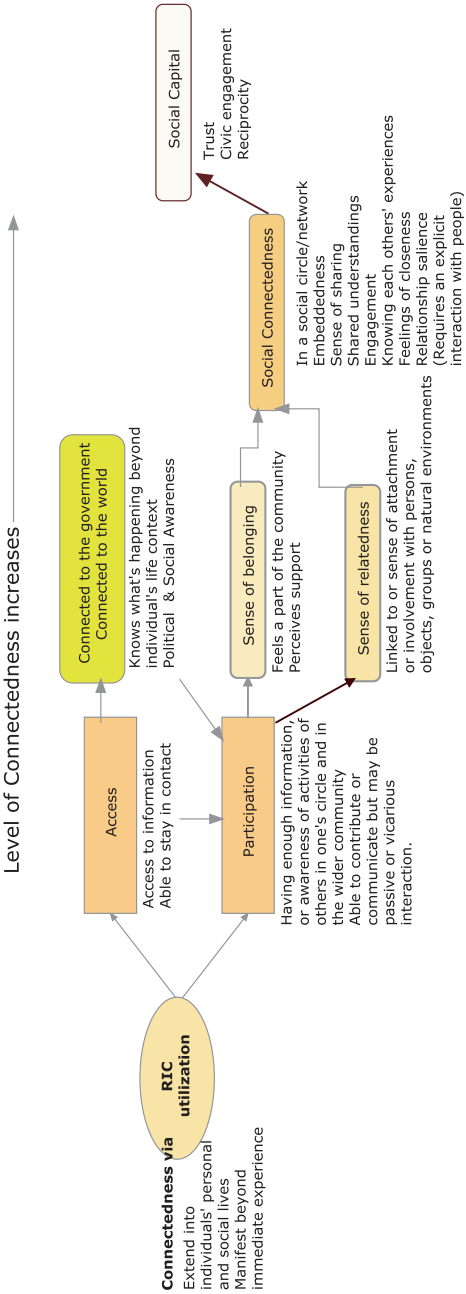 Level of Connectedness increases
Connectedness via
Extend into
individuals' personal
and social lives
Manifest beyond
immediate experience
RIC
utilization
Access
Access to information
Able to stay in contact
Connected to the government
Connected to the world
Knows what's happening beyond
individual's life context
Political & Social Awareness
Participation
Having enough information,
or awareness of activities of
others in one's circle and in
the wider community
Able to contribute or
communicate but may be
passive or vicarious
interaction.
Sense of belonging
Feels a part of the community
Perceives support
Sense of relatedness
Linked to or sense of attachment
or involvement with persons,
objects, groups or natural environments
Social Connectedness
In a social circle/network
Embeddedness
Sense of sharing
Shared understandings
Engagement
Knowing each others' experiences
Feelings of closeness
Relationship salience
(Requires an explicit
interaction with people)
Social Capital
Trust
Civic engagement
Reciprocity